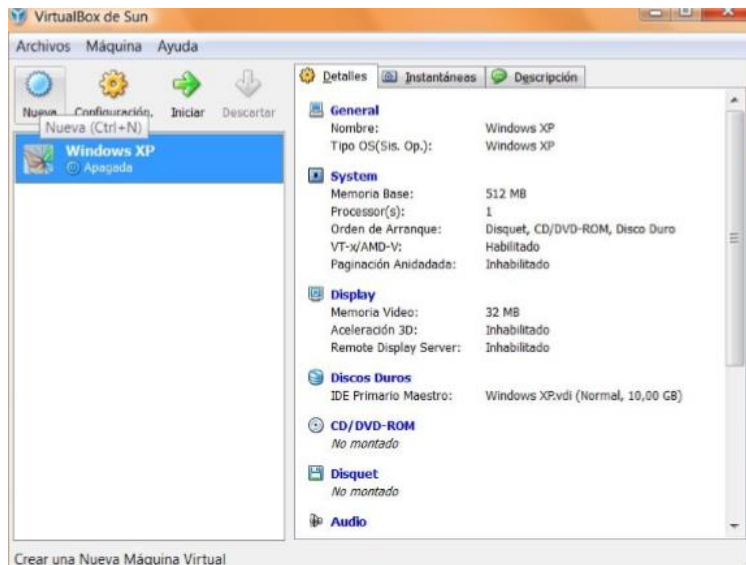 VirtualBox de Sun
Archivos Máquina Ayuda
Nueva Configuración. Iniciar Descartar
Nueva (Ctrl+N)
Windows XP
Apagada
Detalles Instantáneas Descripción
General
Nombre: Windows XP
Tipo OS(Sis. Op.): Windows XP
System
Memoria Base: 512 MB
Processor(s): 1
Orden de Arranque: Disquet, CD/DVD-ROM, Disco Duro
VT-x/AMD-V: Habilitado
Paginación Anidadada: Inhabilitado
Display
Memoria Video: 32 MB
Aceleración 3D: Inhabilitado
Remote Display Server: Inhabilitado
Discos Duros
IDE Primario Maestro: Windows XP.vdi (Normal, 10,00 GB)
CD/DVD-ROM
No montado
Disquet
No montado
Audio
Crear una Nueva Máquina Virtual